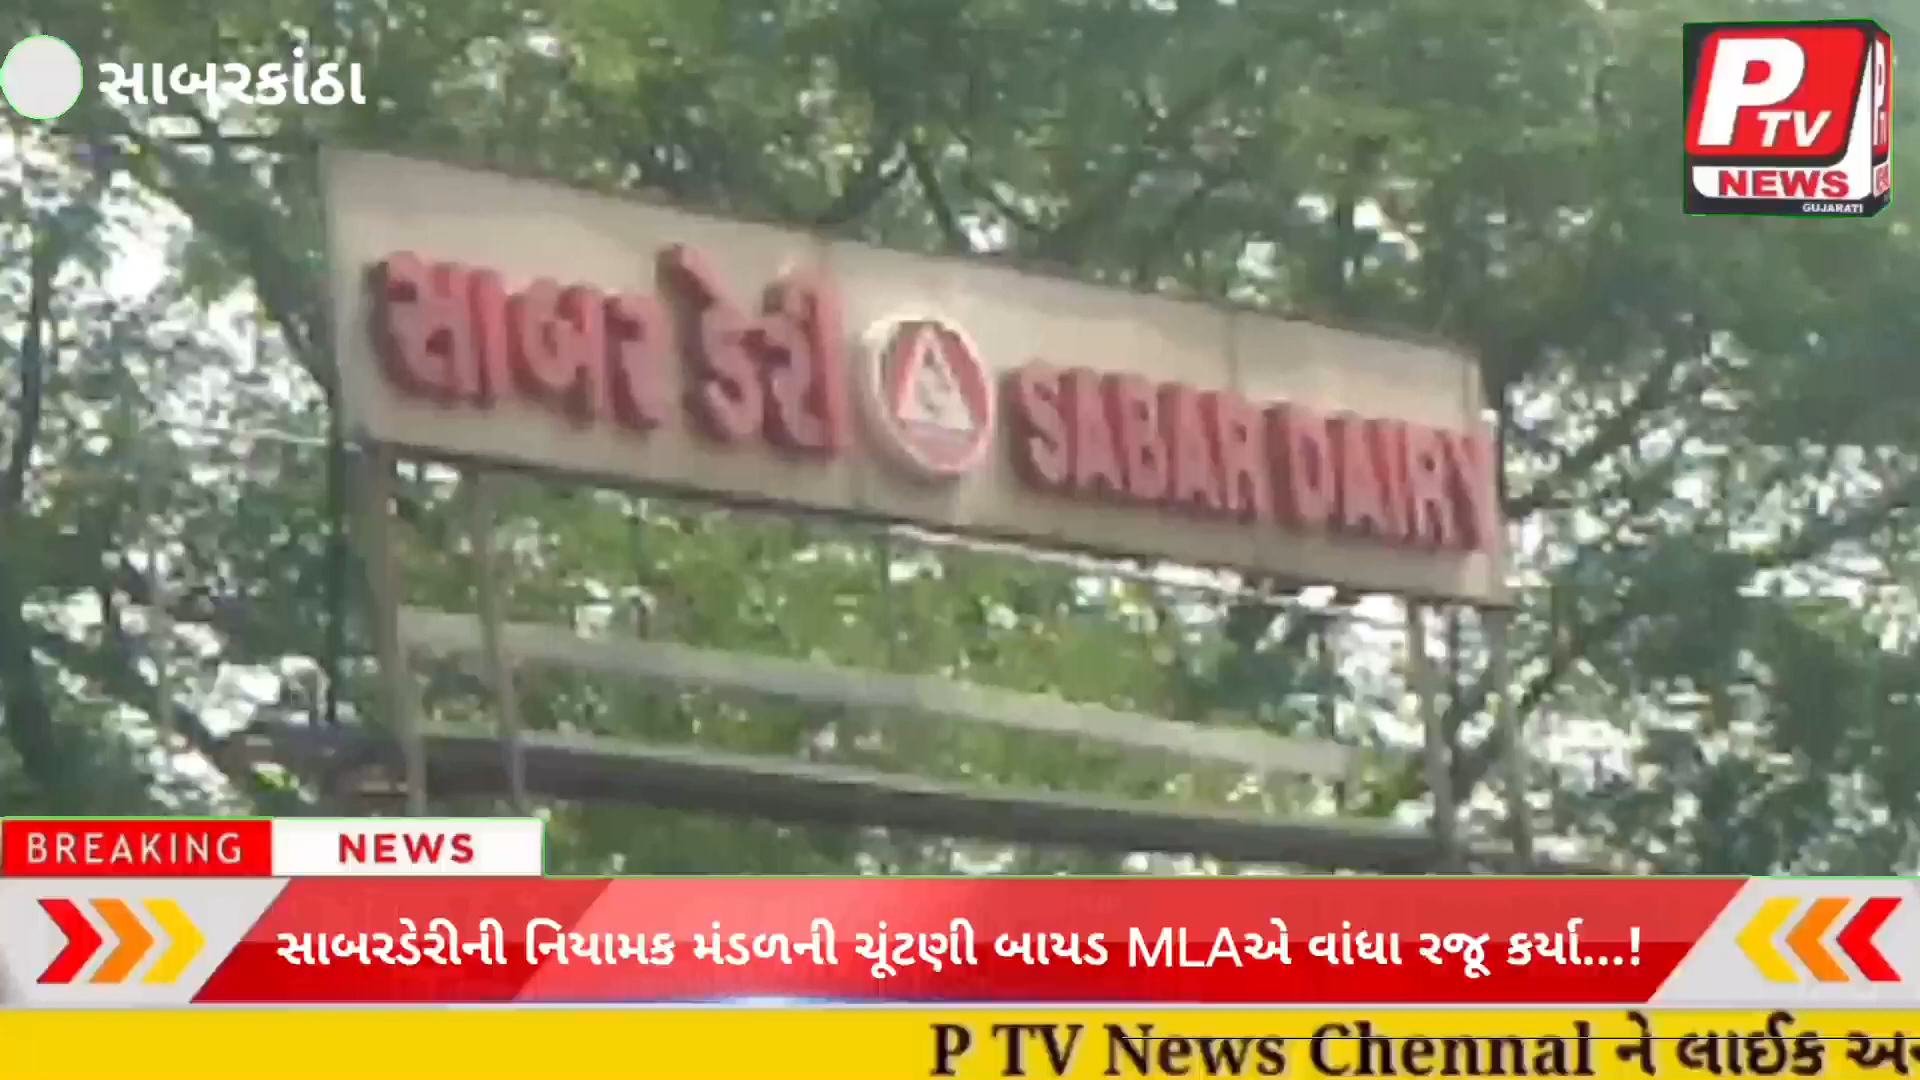 સાબરકાંઠા
P TV
NEWS
GUJARATI
સાબર ડેરી SABAR DAIRY
BREAKING NEWS
સાબરડેરીની નિયામક મંડળની ચૂંટણી બાયડ MLAએ વાંધા રજૂ કર્યા...!
P TV News Chennal ને લાઈક